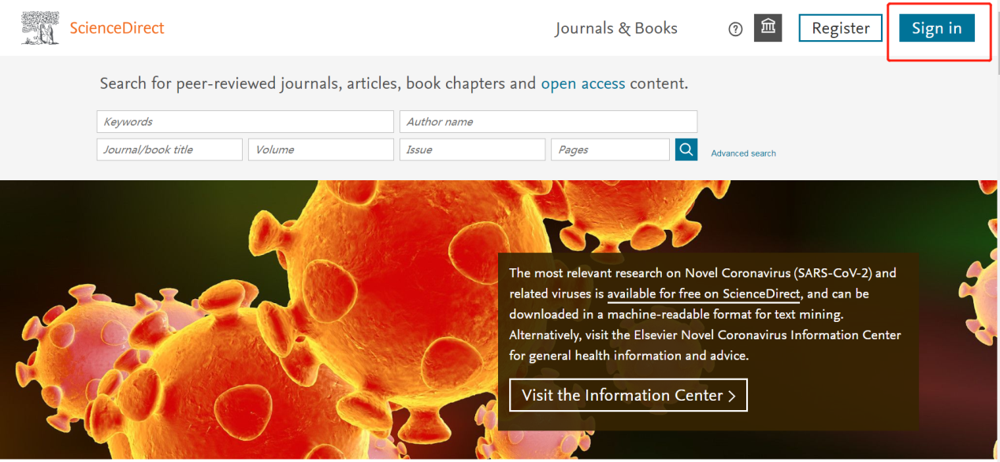 ScienceDirect
Journals & Books
?
Register
Sign in
Search for peer-reviewed journals, articles, book chapters and open access content.
Keywords
Author name
Journal/book title
Volume
Issue
Pages
Advanced search
The most relevant research on Novel Coronavirus (SARS-CoV-2) and
related viruses is available for free on ScienceDirect, and can be
downloaded in a machine-readable format for text mining.
Alternatively, visit the Elsevier Novel Coronavirus Information Center
for general health information and advice.
Visit the Information Center >